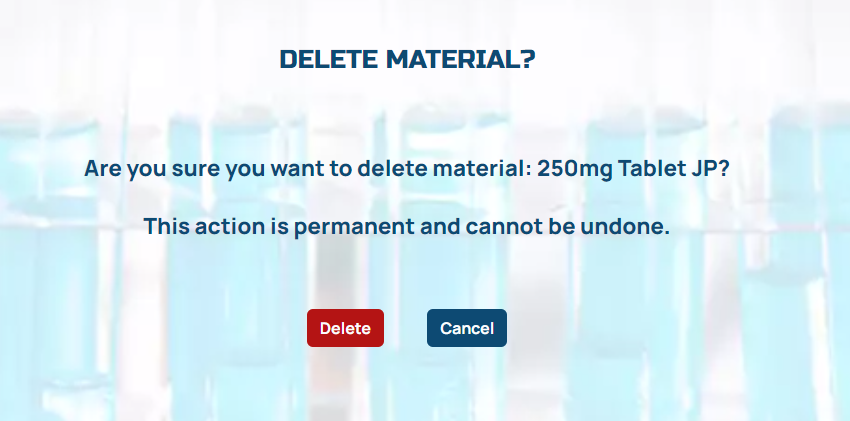 DELETE MATERIAL?
Are you sure you want to delete material: 250mg Tablet JP?
This action is permanent and cannot be undone.
Delete
Cancel